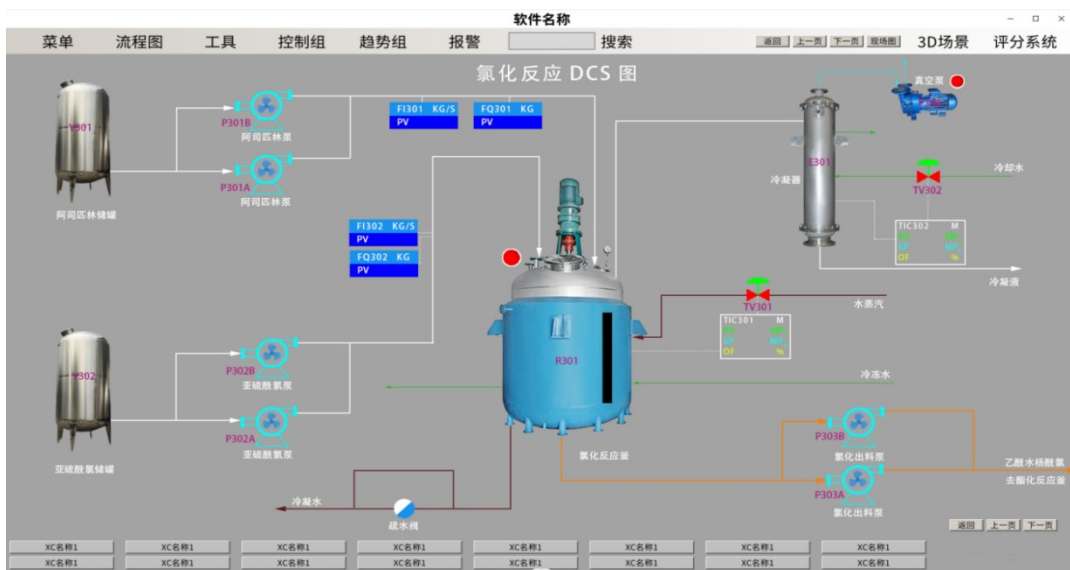 软件名称
菜单 流程图 工具 控制组 趋势组 报警 搜索 返回 上一页 下一页 现场图 3D场景 评分系统
氯化反应 DCS 图
真空泵
V301
P301B
阿司匹林泵
FI301 KG/S
PV
FQ301 KG
PV
E301
冷凝器
冷却水
TV302
P301A
阿司匹林泵
阿司匹林储罐
FI302 KG/S
PV
FQ302 KG
PV
TIC302 M
PV
SP
OF %
冷凝液
TV301
水蒸汽
TIC301 M
PV
SP
OF %
R301
V302
P302B
亚硫酰氯泵
冷冻水
P302A
亚硫酰氯泵
亚硫酰氯储罐
氯化反应釜
P303B
氯化出料泵
乙酰水杨酰氯
去酯化反应釜
P303A
氯化出料泵
冷凝水
疏水阀
返回 上一页 下一页
XC名称1 XC名称1 XC名称1 XC名称1 XC名称1 XC名称1 XC名称1 XC名称1
XC名称1 XC名称1 XC名称1 XC名称1 XC名称1 XC名称1 XC名称1 XC名称1